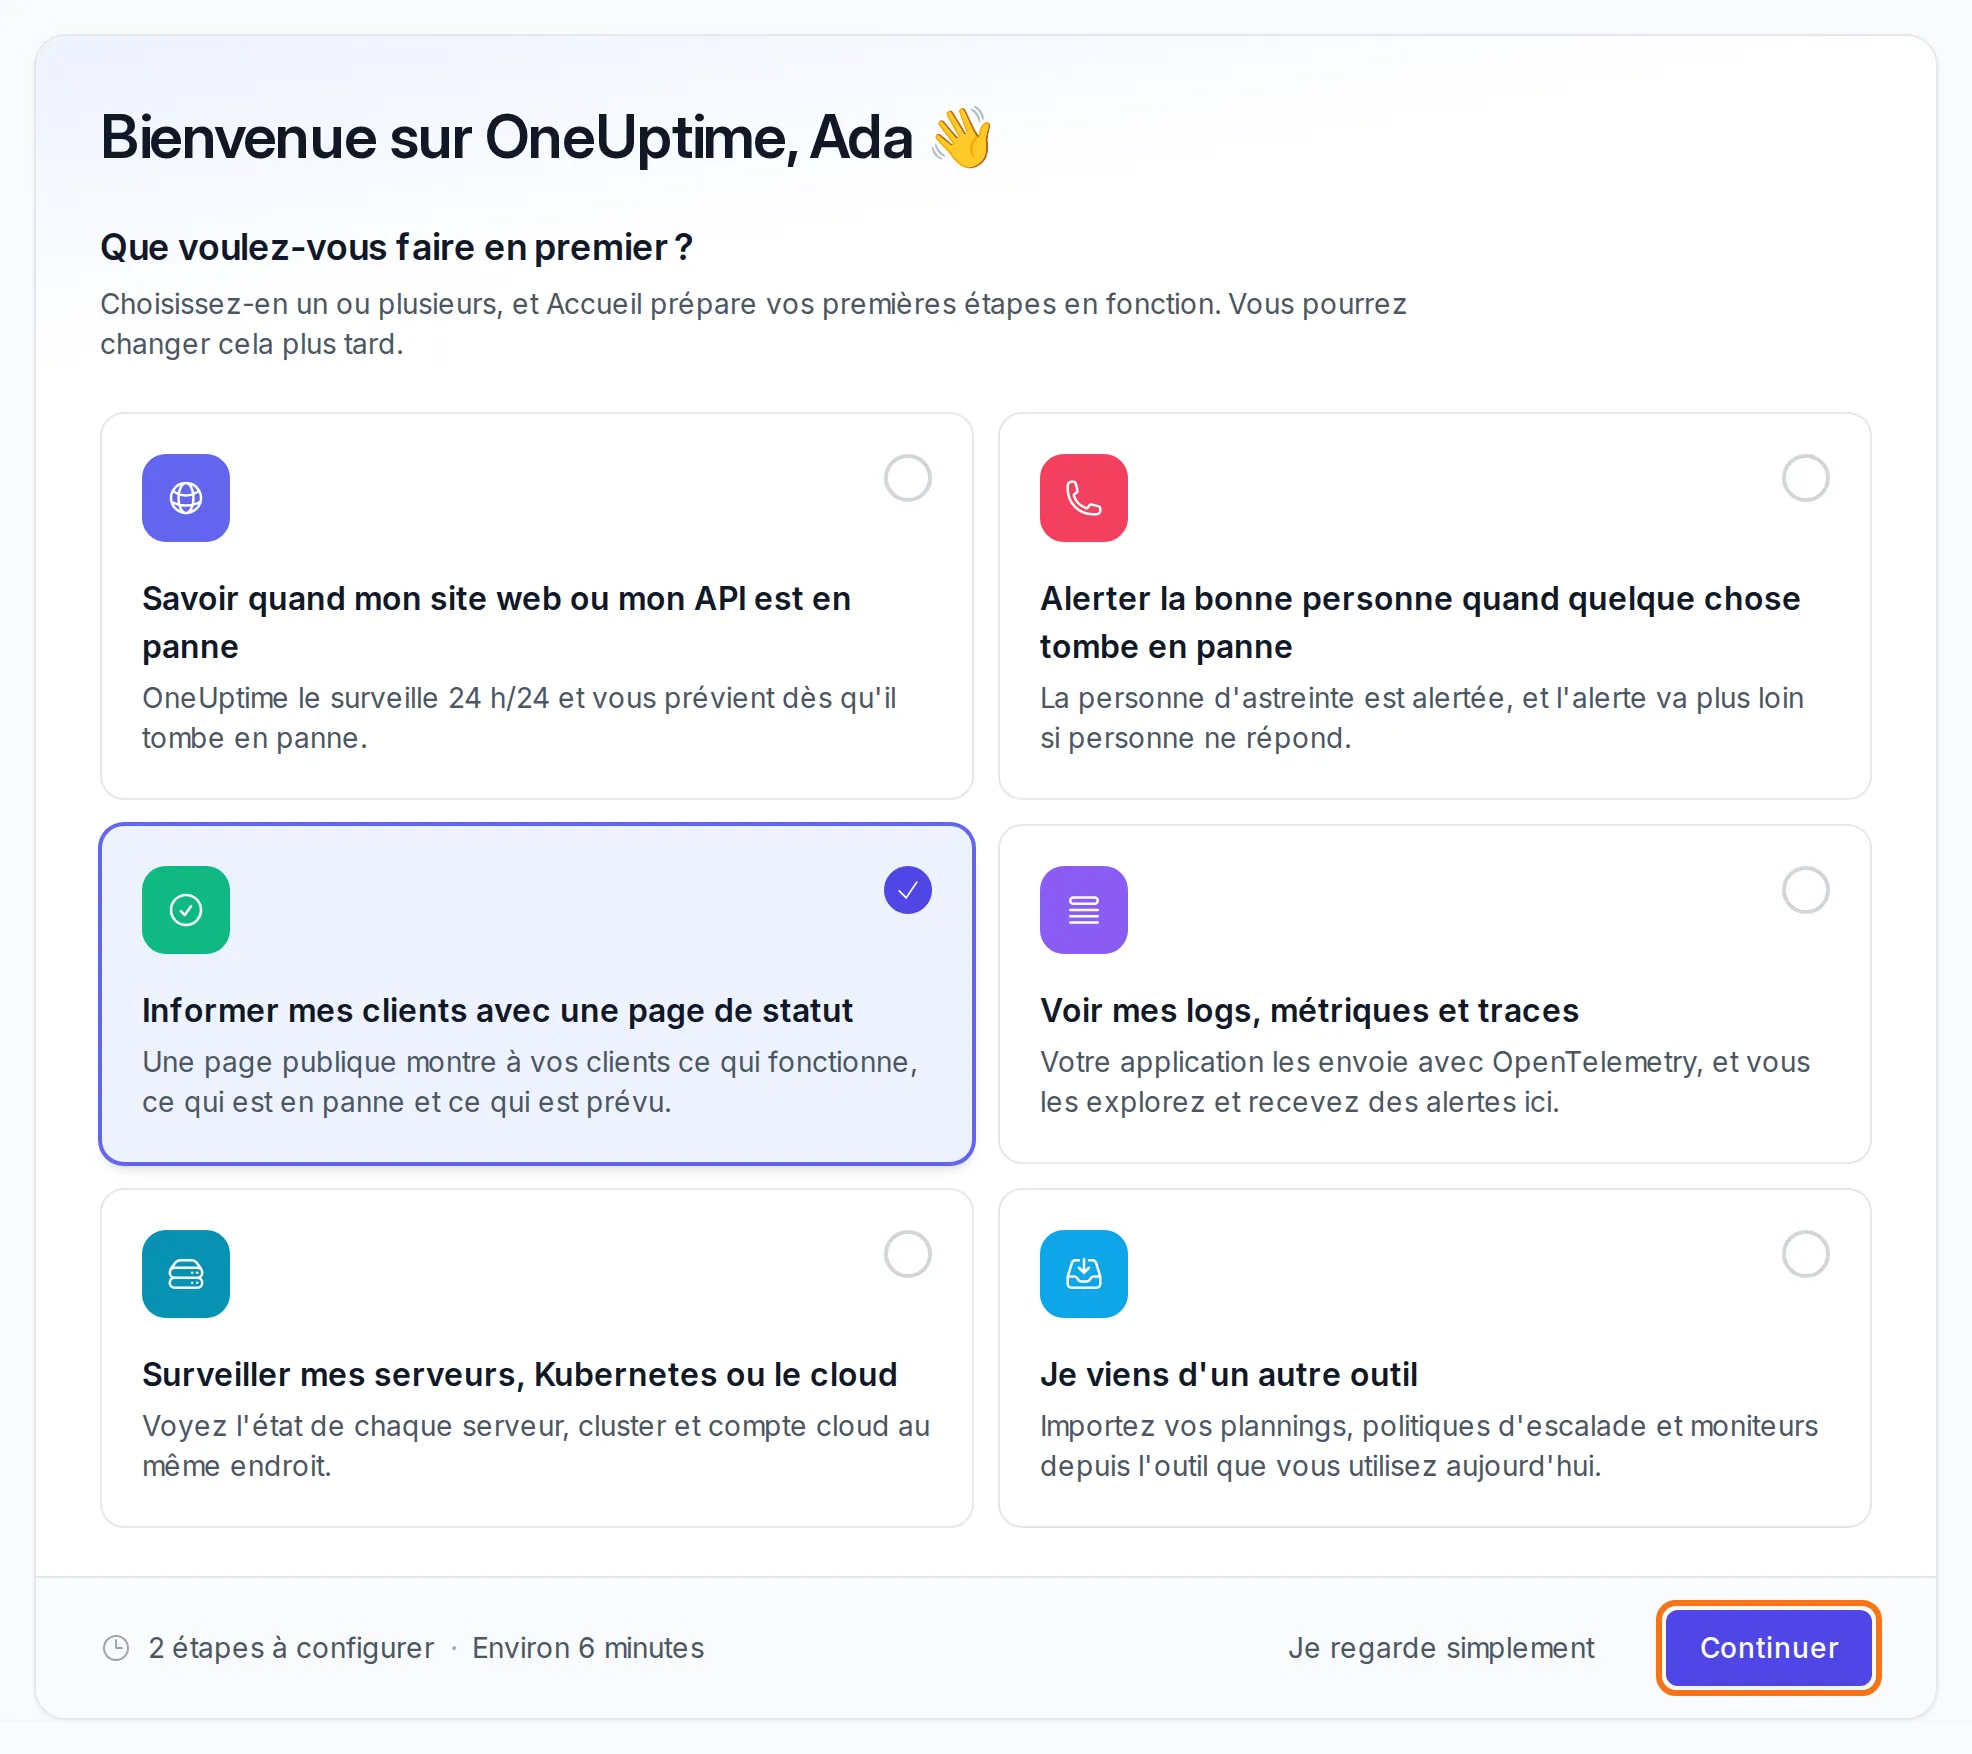 Bienvenue sur OneUptime, Ada 👋
Que voulez-vous faire en premier ?
Choisissez-en un ou plusieurs, et Accueil prépare vos premières étapes en fonction. Vous pourrez
changer cela plus tard.
Savoir quand mon site web ou mon API est en
panne
OneUptime le surveille 24 h/24 et vous prévient dès qu'il
tombe en panne.
Alerter la bonne personne quand quelque chose
tombe en panne
La personne d'astreinte est alertée, et l'alerte va plus loin
si personne ne répond.
Informer mes clients avec une page de statut
Une page publique montre à vos clients ce qui fonctionne,
ce qui est en panne et ce qui est prévu.
Voir mes logs, métriques et traces
Votre application les envoie avec OpenTelemetry, et vous
les explorez et recevez des alertes ici.
Surveiller mes serveurs, Kubernetes ou le cloud
Voyez l'état de chaque serveur, cluster et compte cloud au
même endroit.
Je viens d'un autre outil
Importez vos plannings, politiques d'escalade et moniteurs
depuis l'outil que vous utilisez aujourd'hui.
2 étapes à configurer · Environ 6 minutes
Je regarde simplement
Continuer